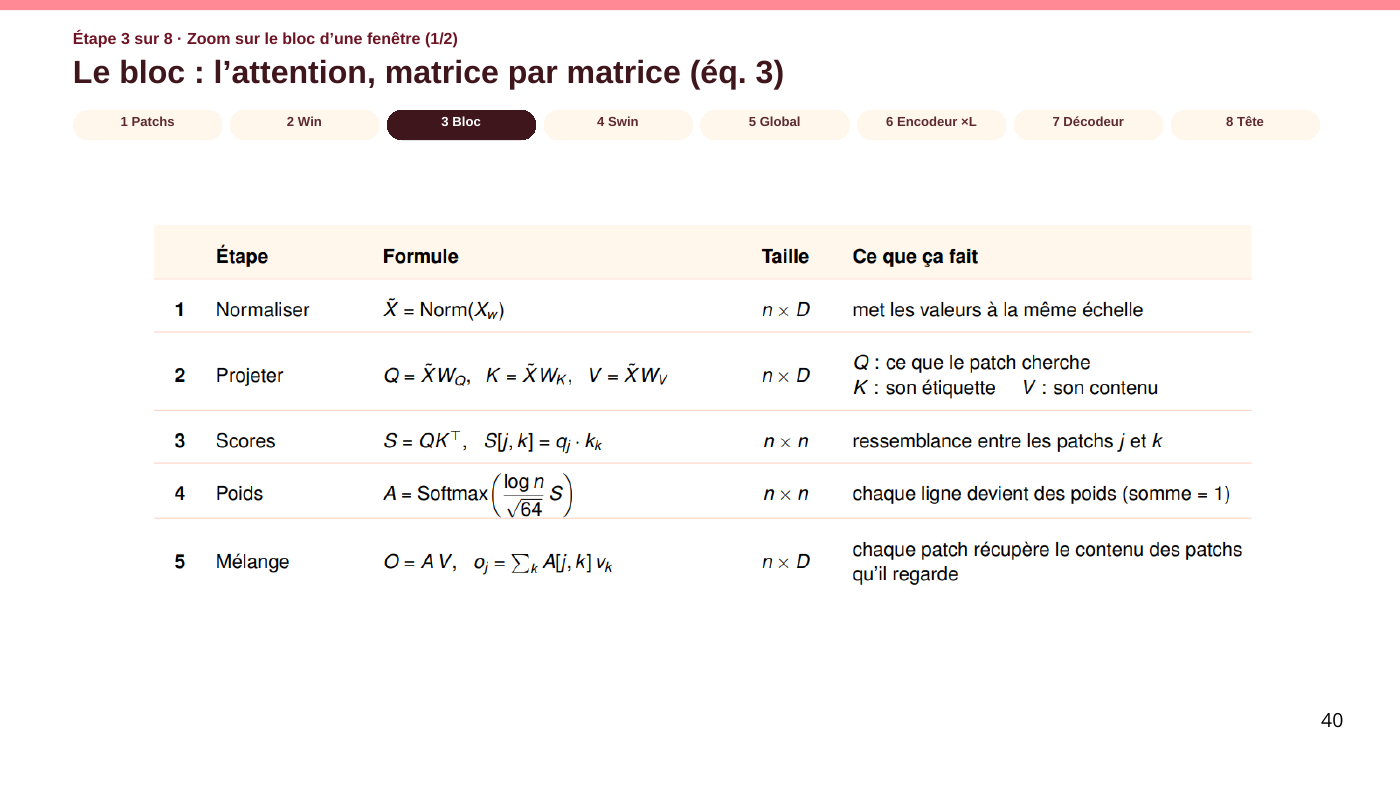 Étape 3 sur 8 · Zoom sur le bloc d’une fenêtre (1/2)
Le bloc : l’attention, matrice par matrice (éq. 3)
1 Patchs 2 Win 3 Bloc 4 Swin 5 Global 6 Encodeur ×L 7 Décodeur 8 Tête
Étape Formule Taille Ce que ça fait
1 Normaliser X̃ = Norm(X_w) n × D met les valeurs à la même échelle
2 Projeter Q = X̃W_Q, K = X̃W_K, V = X̃W_V n × D Q : ce que le patch cherche
K : son étiquette V : son contenu
3 Scores S = QK^⊤, S[j, k] = q_j · k_k n × n ressemblance entre les patchs j et k
4 Poids A = Softmax(log n / √64 S) n × n chaque ligne devient des poids (somme = 1)
5 Mélange O = A V, o_j = ∑_k A[j, k] v_k n × D chaque patch récupère le contenu des patchs
qu’il regarde
40